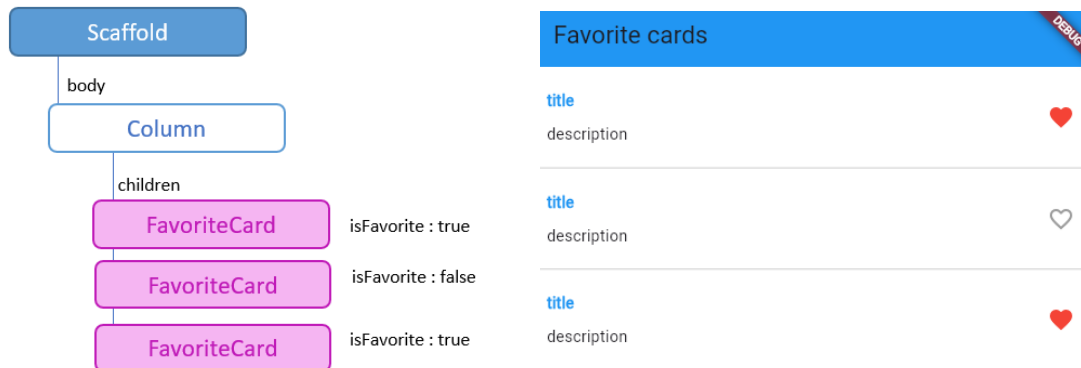 Scaffold
body
Column
children
FavoriteCard
isFavorite : true
FavoriteCard
isFavorite : false
FavoriteCard
isFavorite : true
Favorite cards
DEBUG
title
description
title
description
title
description